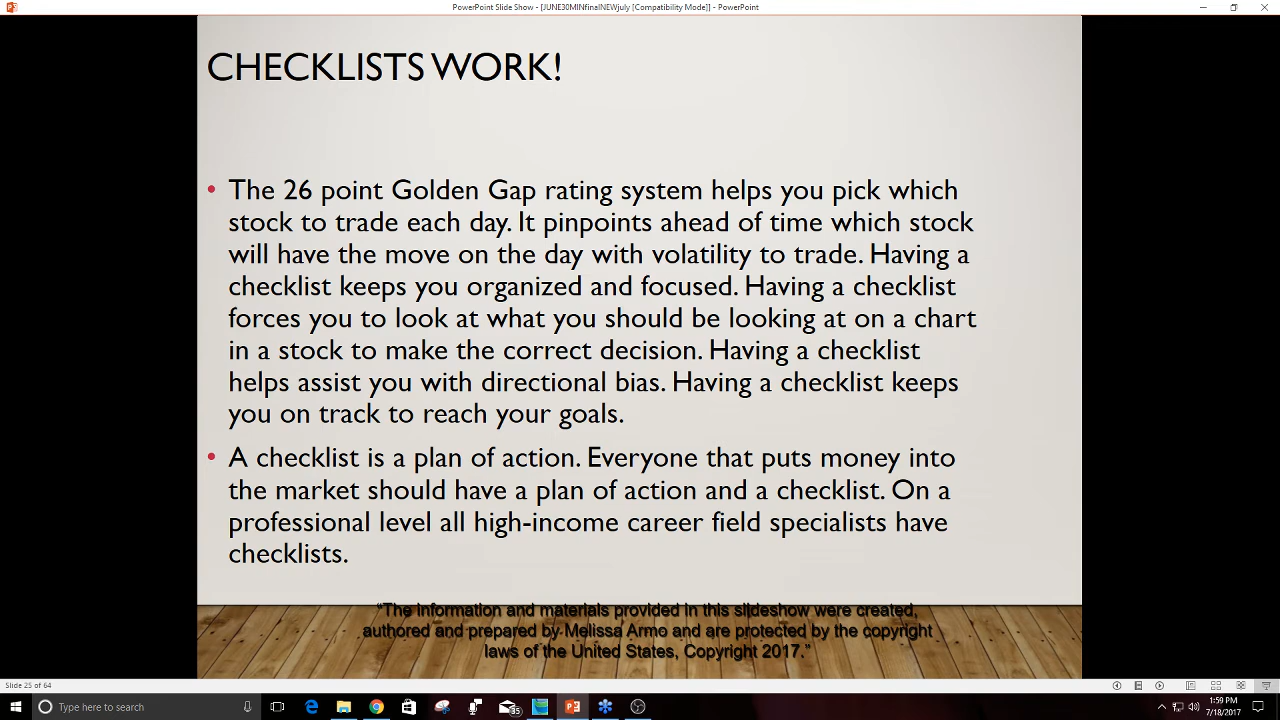 PowerPoint Slide Show - [JUNE30MINfinalNEWjuly [Compatibility Mode]] - PowerPoint
CHECKLISTS WORK!
• The 26 point Golden Gap rating system helps you pick which
stock to trade each day. It pinpoints ahead of time which stock
will have the move on the day with volatility to trade. Having a
checklist keeps you organized and focused. Having a checklist
forces you to look at what you should be looking at on a chart
in a stock to make the correct decision. Having a checklist
helps assist you with directional bias. Having a checklist keeps
you on track to reach your goals.
• A checklist is a plan of action. Everyone that puts money into
the market should have a plan of action and a checklist. On a
professional level all high-income career field specialists have
checklists.
“The information and materials provided in this slideshow were created,
authored and prepared by Melissa Armo and are protected by the copyright
laws of the United States, Copyright 2017.”
Slide 25 of 64
Type here to search
35
1:59 PM
7/18/2017